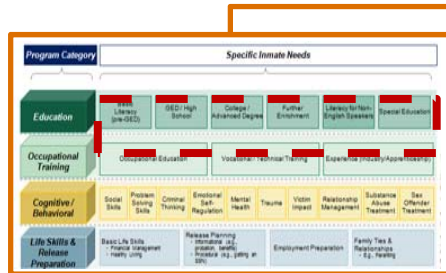 Program Category
Specific Inmate Needs
Education
Basic
Literacy
(pre-GED)
GED/ High
School
College /
Advanced Degree
Further
Enrichment
Literacy for Non-
English Speakers
Special Education
Occupational
Training
Occupational Education
Vocational / Technical Training
Experience (Industry/Apprenticeship)
Cognitive /
Behavioral
Social
Skills
Problem
Solving
Skills
Criminal
Thinking
Emotional
Self-
Regulation
Mental
Health
Trauma
Victim
Impact
Relationship
Management
Substance
Abuse
Treatment
Sex
Offender
Treatment
Life Skills &
Release
Preparation
Basic Life Skills
- Financial Management
- Healthy Living
Release Planning
- Informational (e.g.,
probation, benefits)
- Procedural (e.g., getting an
SSN)
Employment Preparation
Family Ties &
Relationships
- E.g., Parenting